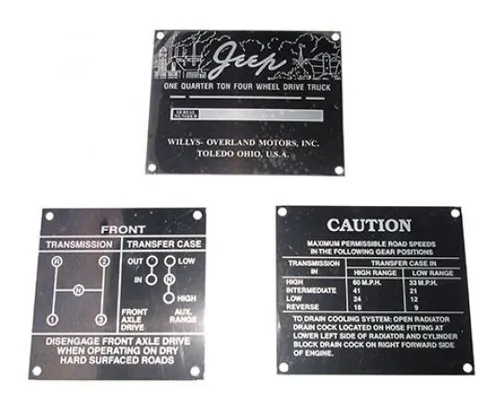 Jeep
ONE QUARTER TON FOUR WHEEL DRIVE TRUCK
SERIAL
NUMBER
WILLYS- OVERLAND MOTORS, INC.
TOLEDO OHIO, U.S.A.
FRONT
TRANSMISSION TRANSFER CASE
R 2 OUT LOW
N IN N
HIGH
1 3 FRONT AUX.
AXLE RANGE
DRIVE
DISENGAGE FRONT AXLE DRIVE
WHEN OPERATING ON DRY
HARD SURFACED ROADS
CAUTION
MAXIMUM PERMISSIBLE ROAD SPEEDS
IN THE FOLLOWING GEAR POSITIONS
TRANSMISSION TRANSFER CASE IN
IN HIGH RANGE LOW RANGE
HIGH 60 M.P.H. 33 M.P.H.
INTERMEDIATE 41 21
LOW 24 12
REVERSE 18 9
TO DRAIN COOLING SYSTEM: OPEN RADIATOR
DRAIN COCK LOCATED ON HOSE FITTING AT
LOWER LEFT SIDE OF RADIATOR AND CYLINDER
BLOCK DRAIN COCK ON RIGHT FORWARD SIDE
OF ENGINE.